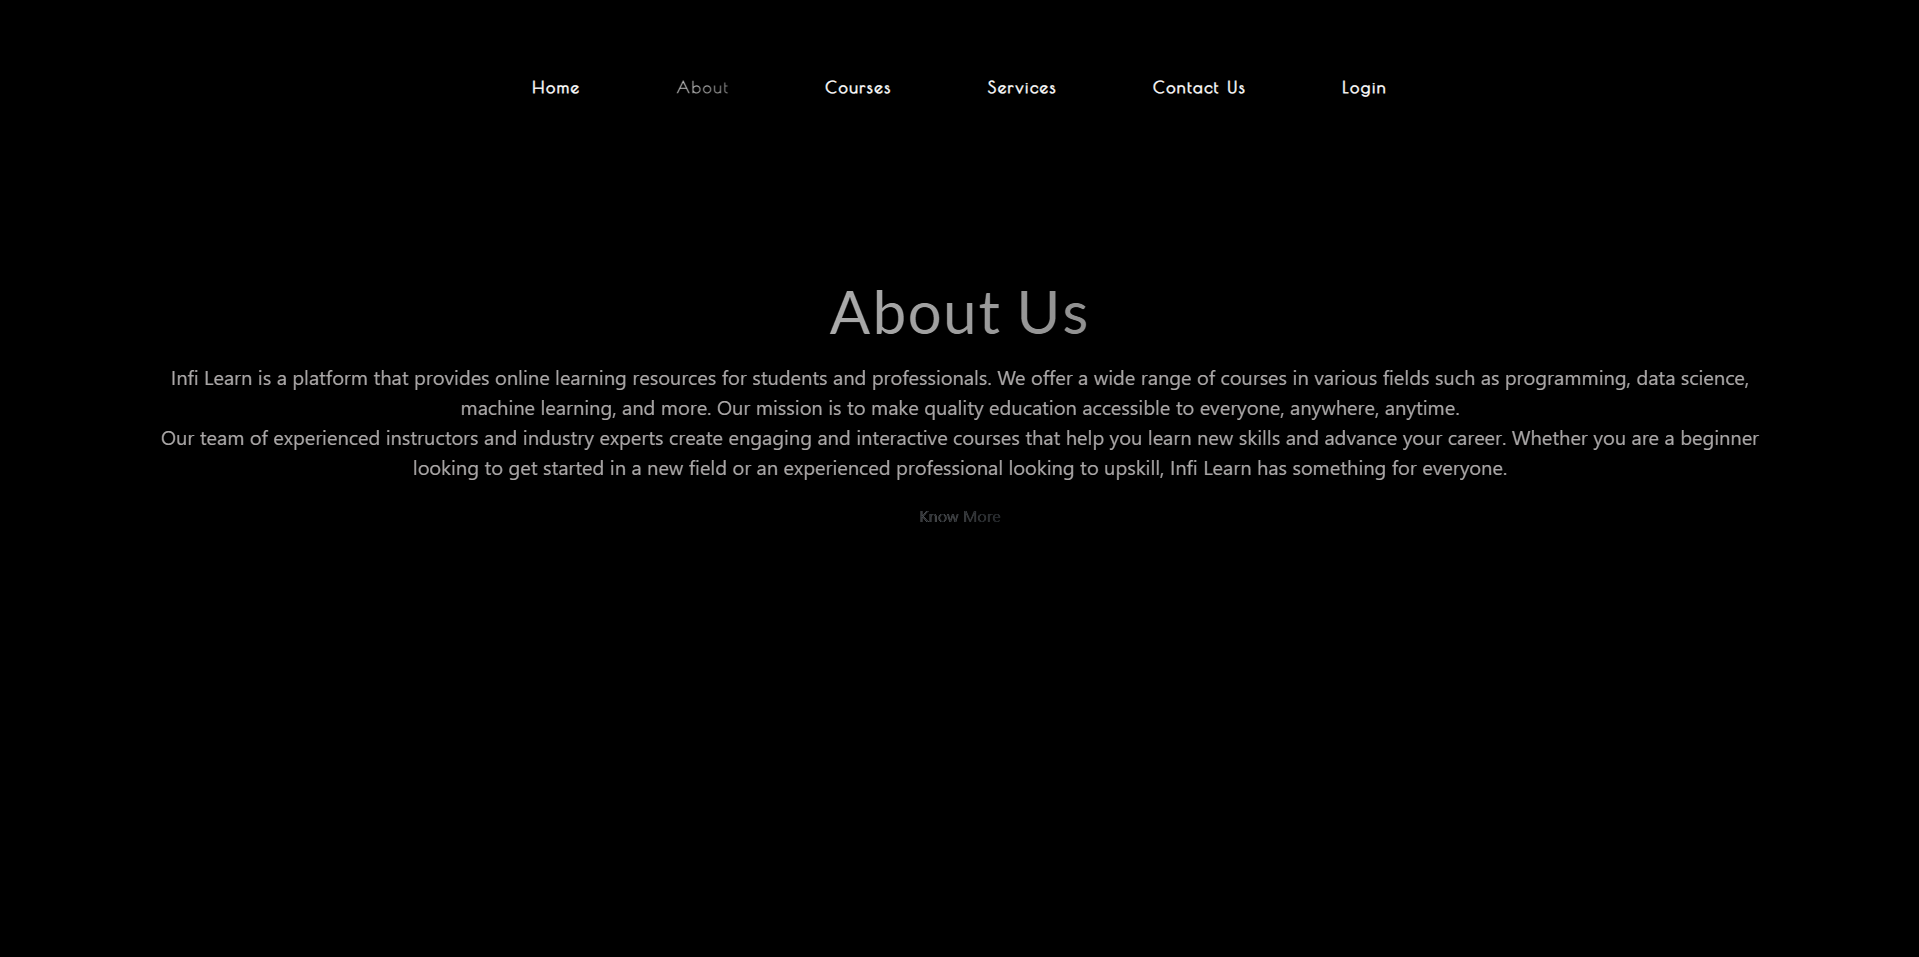 Home About Courses Services Contact Us Login
About Us
Infi Learn is a platform that provides online learning resources for students and professionals. We offer a wide range of courses in various fields such as programming, data science,
machine learning, and more. Our mission is to make quality education accessible to everyone, anywhere, anytime.
Our team of experienced instructors and industry experts create engaging and interactive courses that help you learn new skills and advance your career. Whether you are a beginner
looking to get started in a new field or an experienced professional looking to upskill, Infi Learn has something for everyone.
Know More